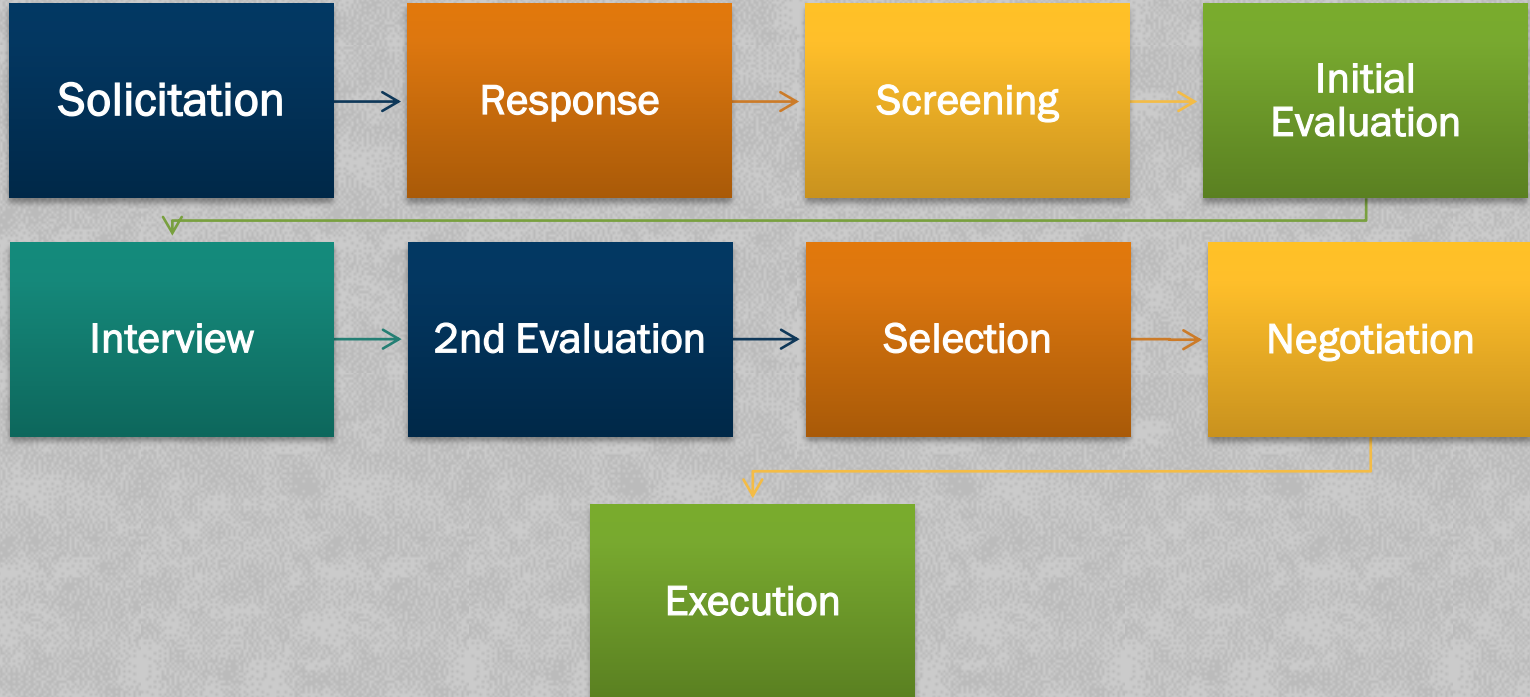 Solicitation
Response
Screening
Initial
Evaluation
Interview
2nd Evaluation
Selection
Negotiation
Execution